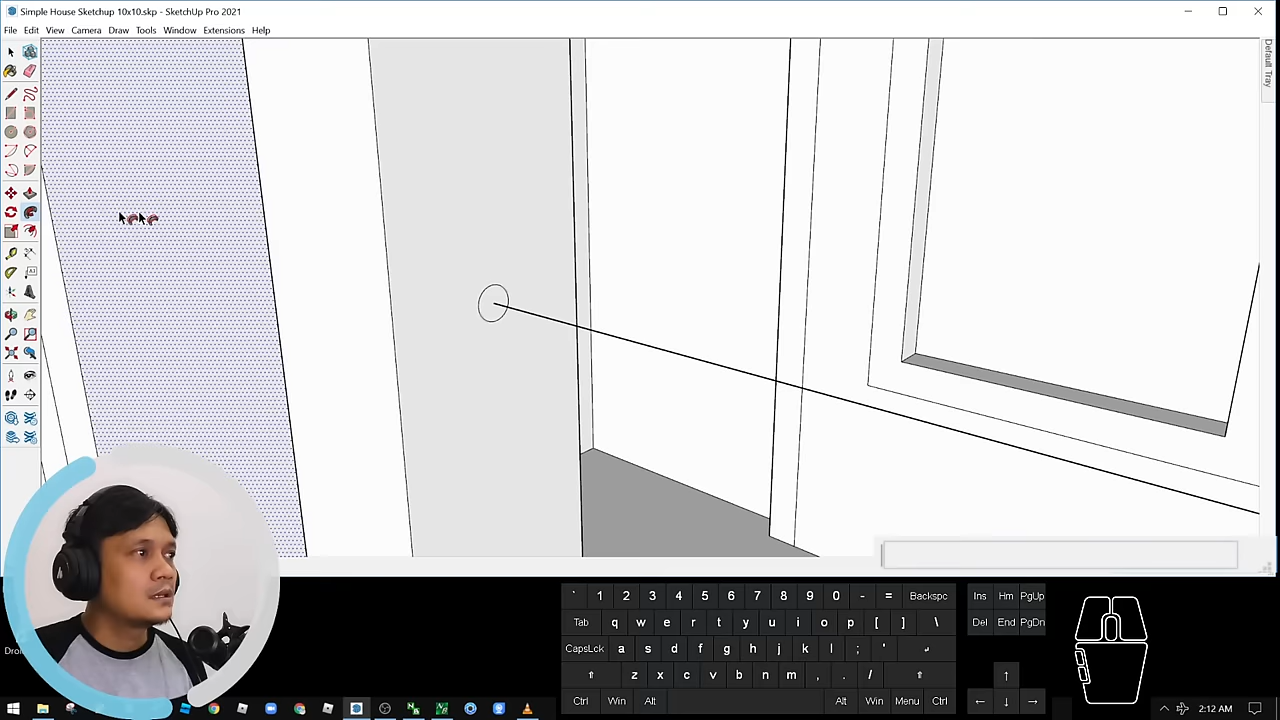 Simple House Sketchup 10x10.skp - SketchUp Pro 2021
File Edit View Camera Draw Tools Window Extensions Help
Default Tray
` 1 2 3 4 5 6 7 8 9 0 - = Backspc
Ins Hm PgUp
Tab q w e r t y u i o p [ ] \
Del End PgDn
CapsLck a s d f g h j k l ; '
z x c v b n m , . /
Ctrl Win Alt Alt Win Menu Ctrl
2:12 AM